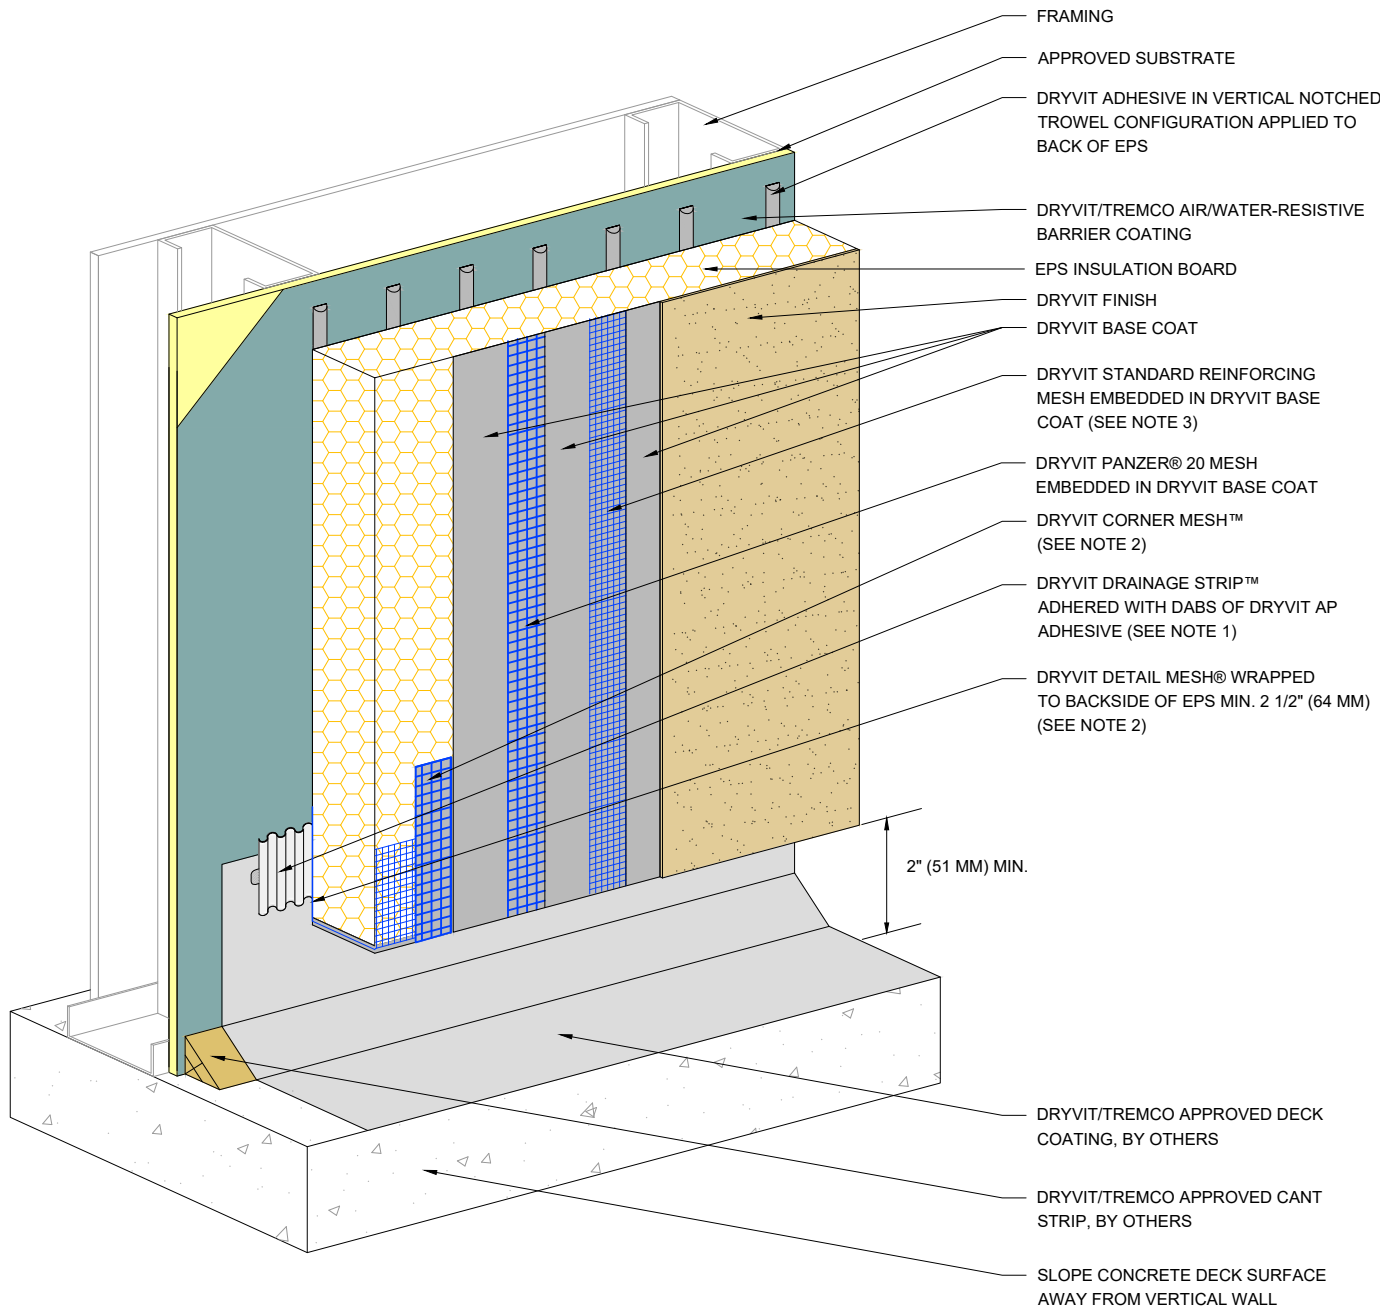 FRAMING
APPROVED SUBSTRATE
DRYVIT ADHESIVE IN VERTICAL NOTCHED
TROWEL CONFIGURATION APPLIED TO
BACK OF EPS
DRYVIT/TREMCO AIR/WATER-RESISTIVE
BARRIER COATING
EPS INSULATION BOARD
DRYVIT FINISH
DRYVIT BASE COAT
DRYVIT STANDARD REINFORCING
MESH EMBEDDED IN DRYVIT BASE
COAT (SEE NOTE 3)
DRYVIT PANZER® 20 MESH
EMBEDDED IN DRYVIT BASE COAT
DRYVIT CORNER MESH™
(SEE NOTE 2)
DRYVIT DRAINAGE STRIP™
ADHERED WITH DABS OF DRYVIT AP
ADHESIVE (SEE NOTE 1)
DRYVIT DETAIL MESH® WRAPPED
TO BACKSIDE OF EPS MIN. 2 1/2" (64 MM)
(SEE NOTE 2)
2" (51 MM) MIN.
DRYVIT/TREMCO APPROVED DECK
COATING, BY OTHERS
DRYVIT/TREMCO APPROVED CANT
STRIP, BY OTHERS
SLOPE CONCRETE DECK SURFACE
AWAY FROM VERTICAL WALL